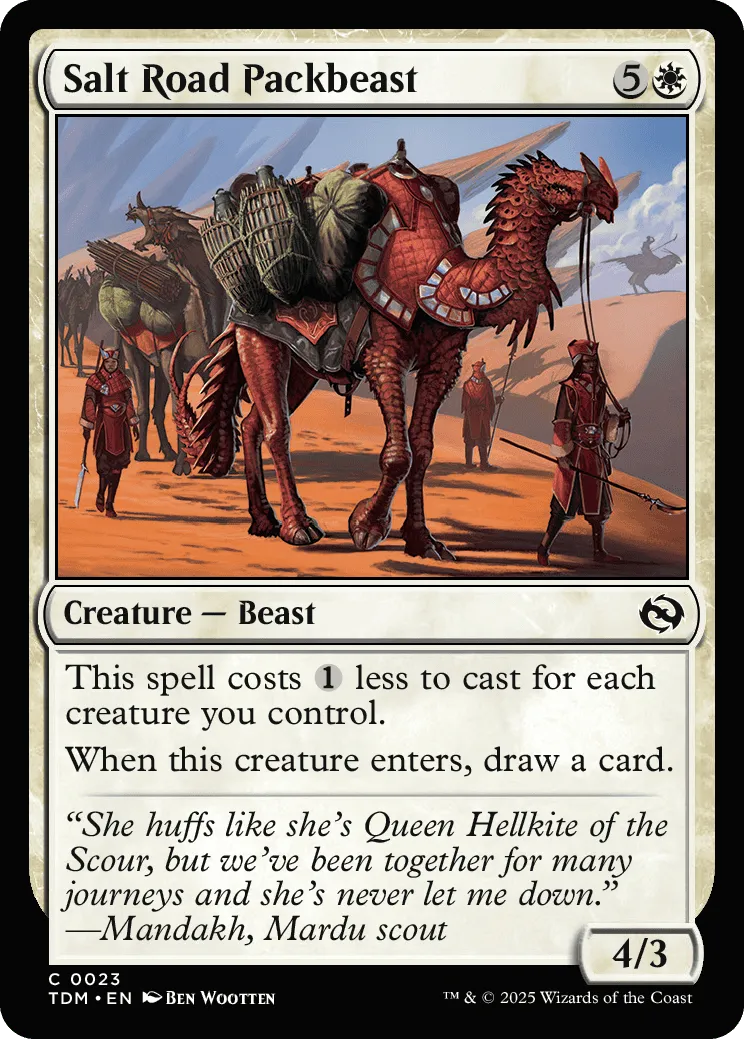 Salt Road Packbeast 5
Creature — Beast
This spell costs 1 less to cast for each
creature you control.
When this creature enters, draw a card.
“She huffs like she’s Queen Hellkite of the
Scour, but we’ve been together for many
journeys and she’s never let me down.”
—Mandakh, Mardu scout
4/3
C 0023
TDM • EN Ben Wootten
™ & © 2025 Wizards of the Coast